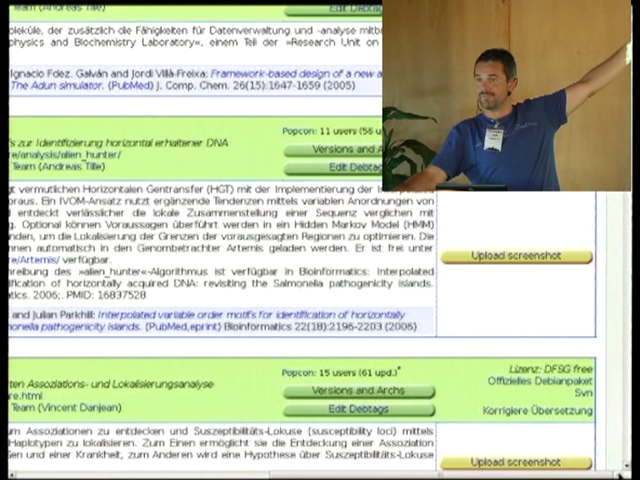 Team (Andreas Tille)
Edit Debtags
oleküle, der zusätzlich die Fähigkeiten für Datenverwaltung und -analyse mitb
physics and Biochemistry Laboratory«, einem Teil der »Research Unit on
Ignacio Fdez. Galván and Jordi Villà-Freixa: Framework-based design of a new a
The Adun simulator. (PubMed) J. Comp. Chem. 26(15):1647-1659 (2005)
s zur Identifizierung horizontal erhaltener DNA
Popcon: 11 users (56 u
re/analysis/alien_hunter/
Versions and A
Team (Andreas Tille)
Edit Debtag
gt vermutlichen Horizontalen Gentransfer (HGT) mit der Implementierung der
oraus. Ein IVOM-Ansatz nutzt ergänzende Tendenzen mittels variablen Anordnungen von
d entdeckt verlässlicher die lokale Zusammenstellung einer Sequenz verglichen mit
g. Optional können Voraussagen überführt werden in ein Hidden Markov Model (HMM)
nden, um die Lokalisierung der Grenzen der vorausgesagten Regionen zu optimieren. Die
nnen automatisch in den Genombetrachter Artemis geladen werden. Er ist frei unter
re/Artemis/ verfügbar.
Upload screenshot
hreibung des »alien_hunter«-Algorithmus ist verfügbar in Bioinformatics: Interpolated
ification of horizontally acquired DNA: revisiting the Salmonella pathogenicity islands.
atics. 2006;. PMID: 16837528
and Julian Parkhill: Interpolated variable order motifs for identification of horizontally
onella pathogenicity islands. (PubMed,eprint) Bioinformatics 22(18):2196-2203 (2006)
ten Assoziations- und Lokalisierungsanalyse
Popcon: 15 users (61 upd.)*
Lizenz: DFSG free
re.html
Versions and Archs
Offizielles Debianpaket
Svn
Team (Vincent Danjean)
Edit Debtags
Korrigiere Übersetzung
um Assoziationen zu entdecken und Suszeptibilitäts-Lokuse (susceptibility loci) mittels
Haplotypen zu lokalisieren. Zum Einen ermöglicht sie die Entdeckung einer Assoziation
Gen und einer Krankheit, zum Anderen wird eine Hypothese über Suszeptibilitäts-Lokuse
Upload screenshot